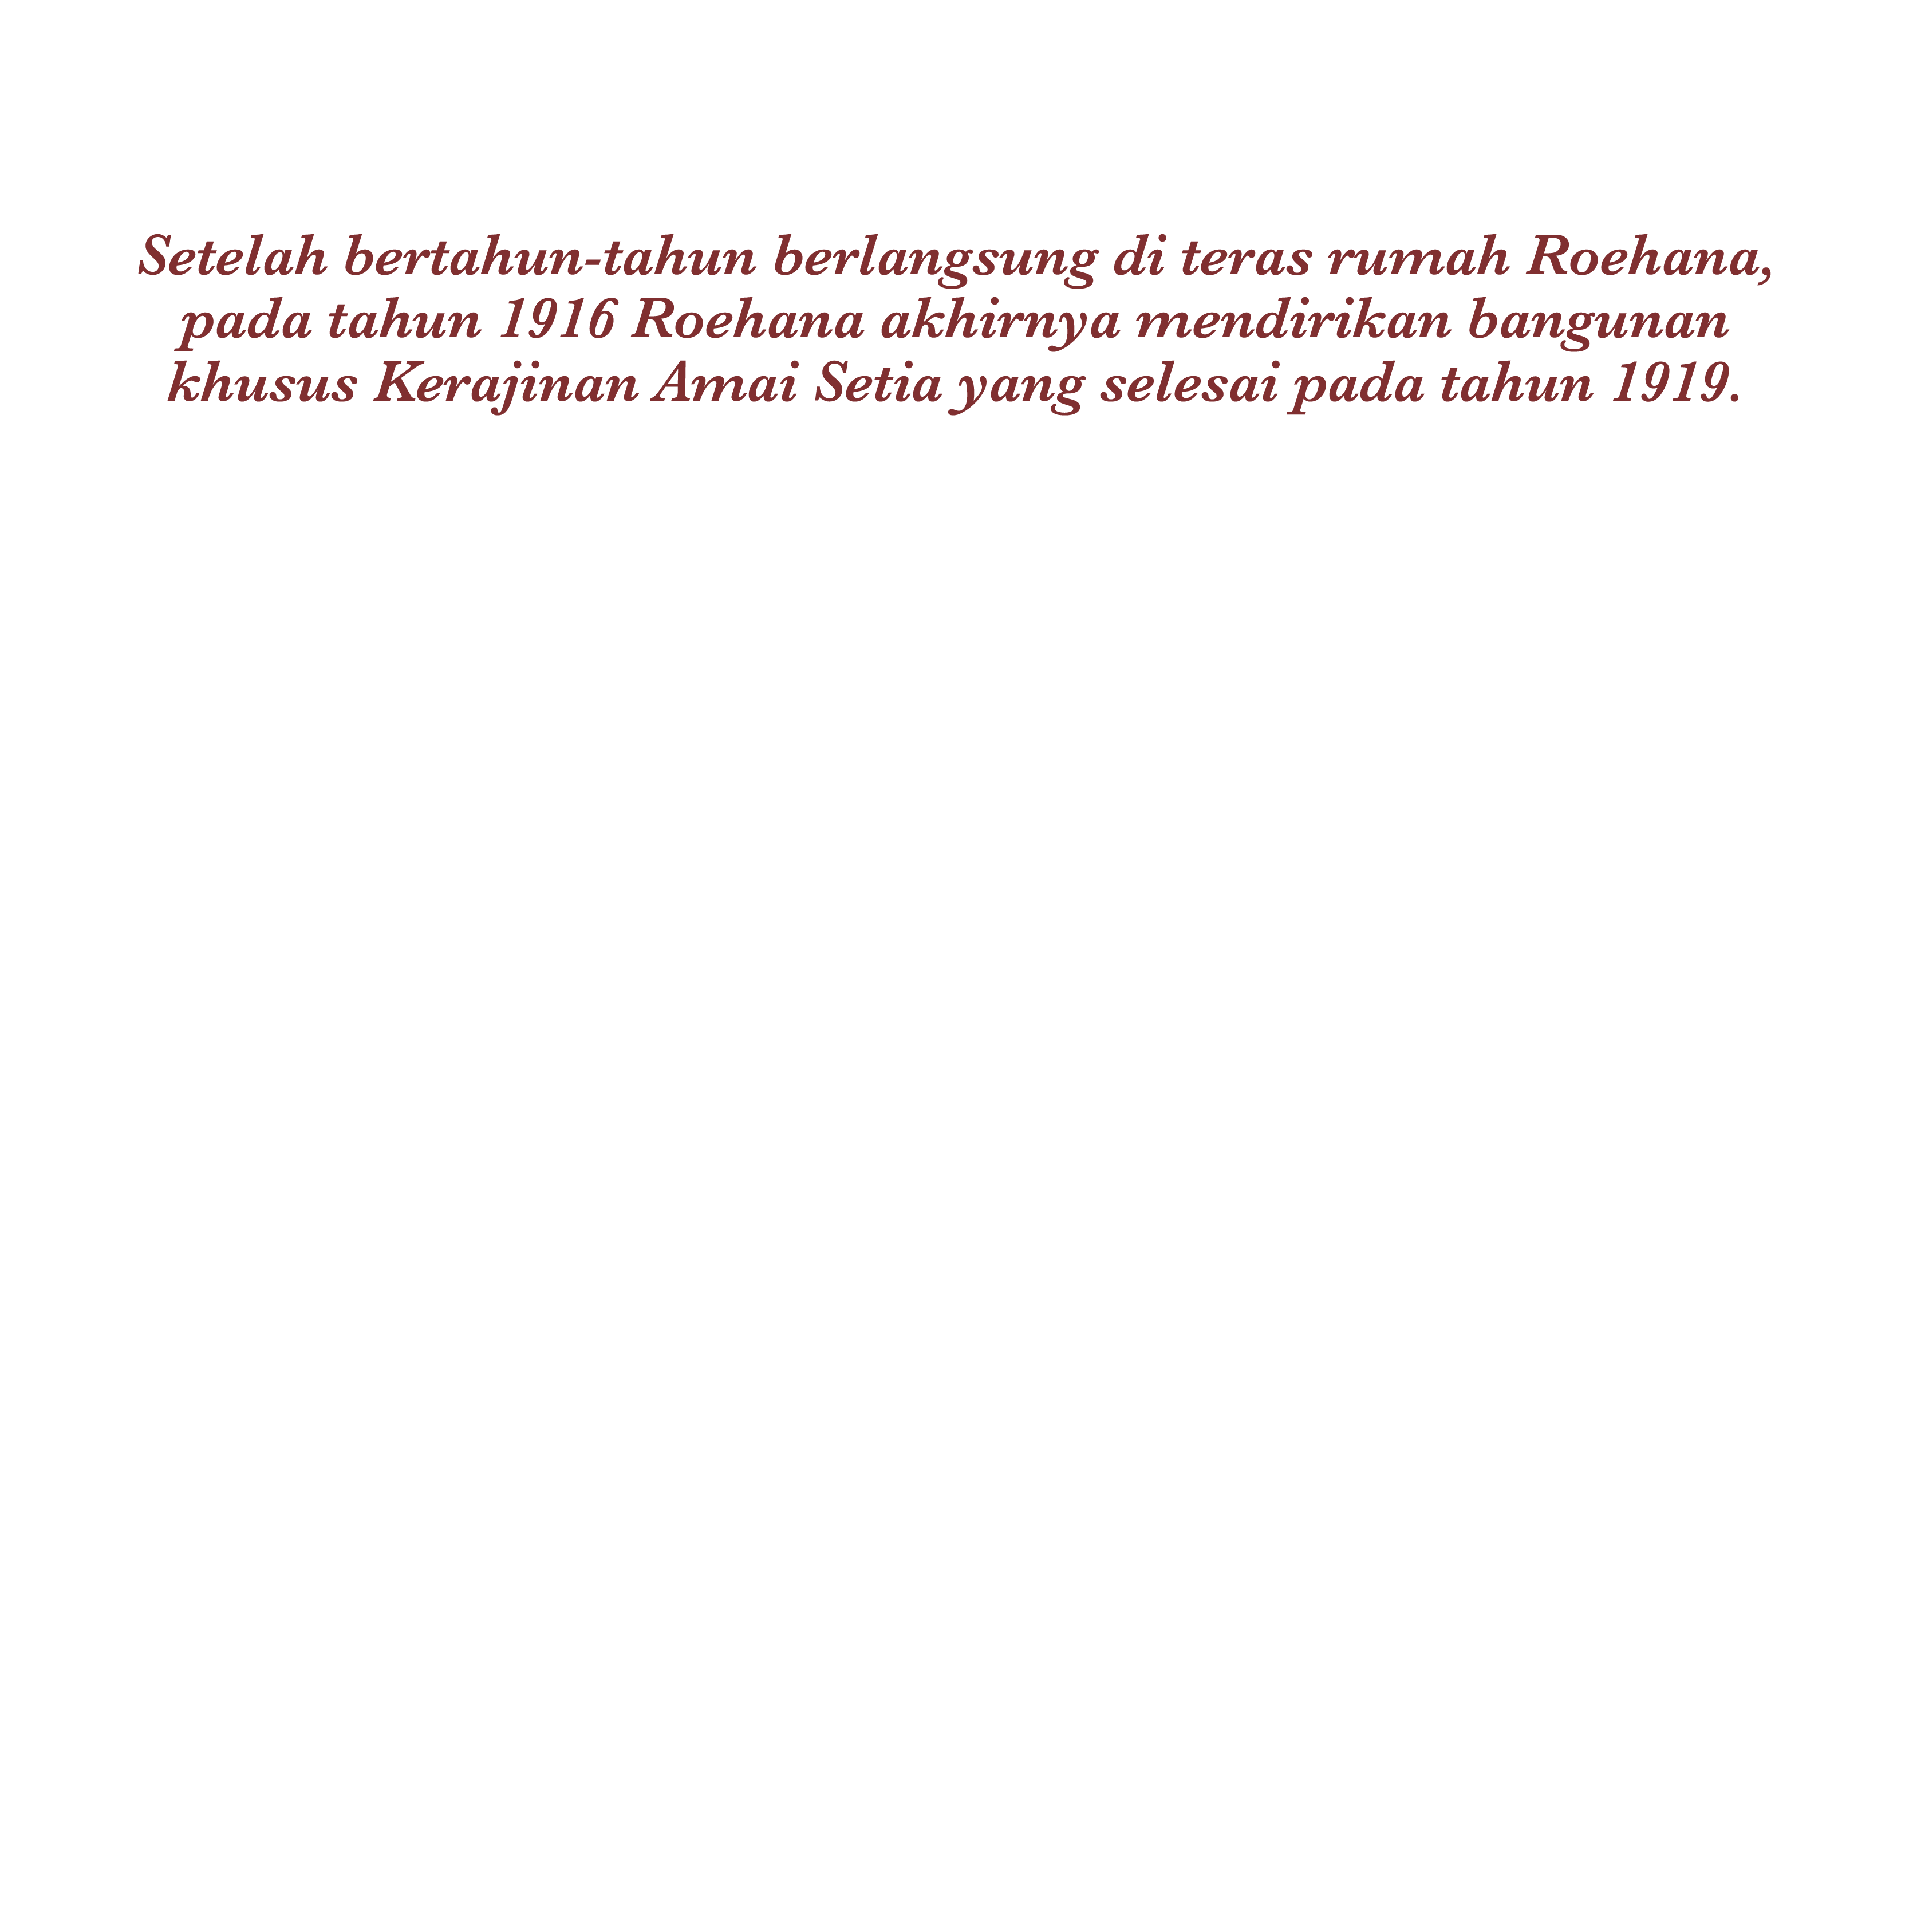 Setelah bertahun-tahun berlangsung di teras rumah Roehana,
pada tahun 1916 Roehana akhirnya mendirikan bangunan
khusus Kerajinan Amai Setia yang selesai pada tahun 1919.